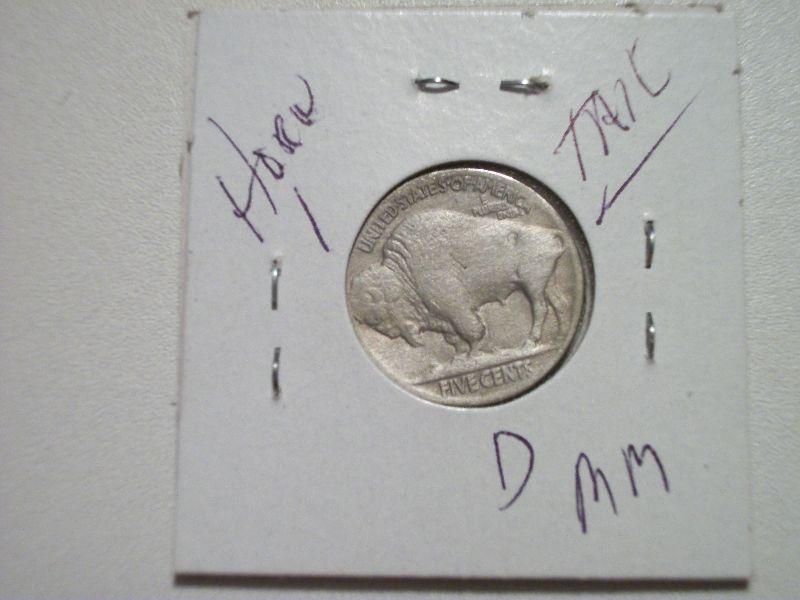 HORN
TAIL
UNITED STATES OF AMERICA
E
PLURIBUS
UNUM
FIVE CENTS
D MM